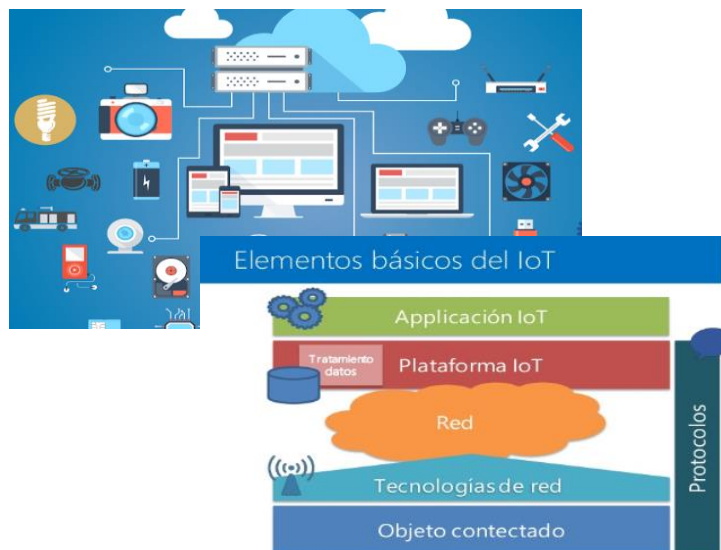 Elementos básicos del IoT
Applicación IoT
Tratamiento
datos
Plataforma IoT
Red
Tecnologías de red
Objeto contectado
Protocolos